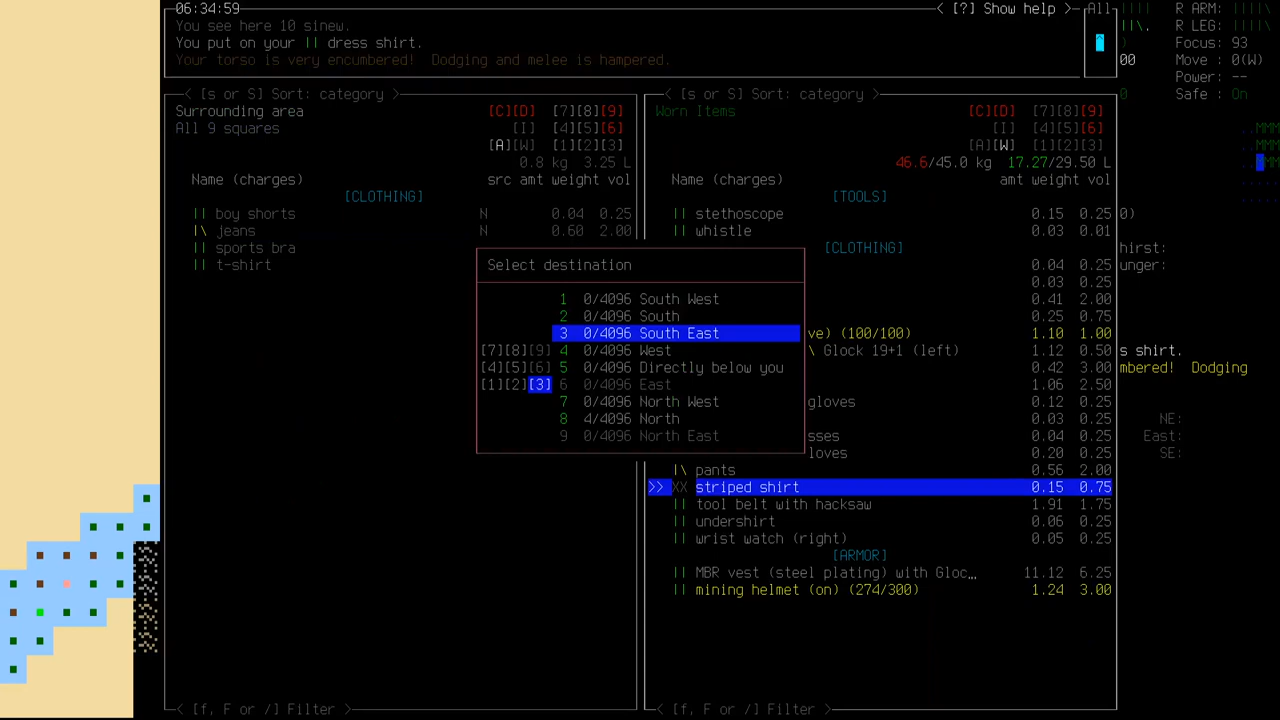 06:34:59
< [?] Show help >
All
R ARM:
You see here 10 sinew.
R LEG:
You put on your || dress shirt.
Focus: 93
Your torso is very encumbered!  Dodging and melee is hampered.
00
Move : 0(W)
Power: --
< [s or S] Sort: category >
< [s or S] Sort: category >
Safe : On
Surrounding area
[C][D] [7][8][9]
Worn Items
[C][D] [7][8][9]
All 9 squares
[I] [4][5][6]
[I] [4][5][6]
[A][W] [1][2][3]
[A][W] [1][2][3]
0.8 kg 3.25 L
46.6/45.0 kg 17.27/29.50 L
Name (charges)
src amt weight vol
Name (charges)
amt weight vol
[CLOTHING]
[TOOLS]
|| boy shorts N 0.04 0.25
|| stethoscope 0.15 0.25
|\ jeans N 0.60 2.00
|| whistle 0.03 0.01
|| sports bra
[CLOTHING]
|| t-shirt
0.04 0.25
0.03 0.25
0.41 2.00
0.25 0.75
ve) (100/100) 1.10 1.00
\ Glock 19+1 (left) 1.12 0.50
0.42 3.00
1.06 2.50
gloves 0.12 0.25
0.03 0.25
sses 0.04 0.25
loves 0.20 0.25
|\ pants 0.56 2.00
>> XX striped shirt 0.15 0.75
|| tool belt with hacksaw 1.91 1.75
|| undershirt 0.06 0.25
|| wrist watch (right) 0.05 0.25
[ARMOR]
|| MBR vest (steel plating) with Gloc… 11.12 6.25
|| mining helmet (on) (274/300) 1.24 3.00
Select destination
1 0/4096 South West
2 0/4096 South
3 0/4096 South East
[7][8][9] 4 0/4096 West
[4][5][6] 5 0/4096 Directly below you
[1][2][3] 6 0/4096 East
7 0/4096 North West
8 4/4096 North
9 0/4096 North East
hirst:
unger:
s shirt.
mbered!  Dodging
NE:
East:
SE:
< [f, F or /] Filter >
< [f, F or /] Filter >